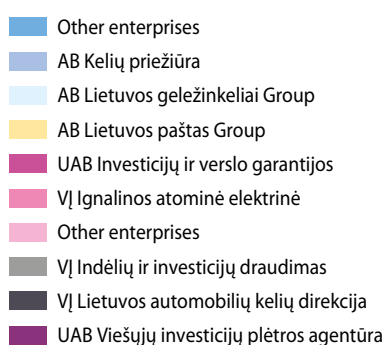 Other enterprises
AB Kelių priežiūra
AB Lietuvos geležinkeliai Group
AB Lietuvos paštas Group
UAB Investicijų ir verslo garantijos
VĮ Ignalinos atominė elektrinė
Other enterprises
VĮ Indėlių ir investicijų draudimas
VĮ Lietuvos automobilių kelių direkcija
UAB Viešųjų investicijų plėtros agentūra